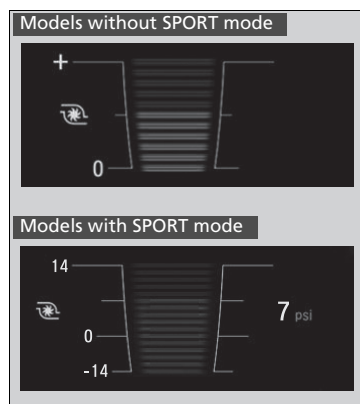 Models without SPORT mode
+
0
Models with SPORT mode
14
7 psi
0
-14